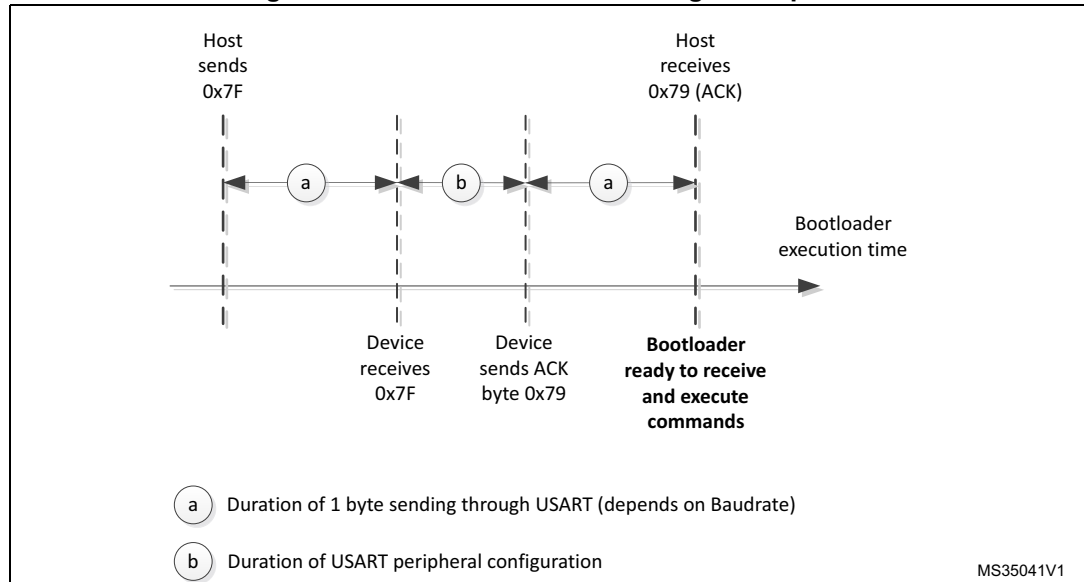 Host
sends
0x7F
Host
receives
0x79 (ACK)
a
b
a
Bootloader
execution time
Device
receives
0x7F
Device
sends ACK
byte 0x79
Bootloader
ready to receive
and execute
commands
a Duration of 1 byte sending through USART (depends on Baudrate)
b Duration of USART peripheral configuration
MS35041V1